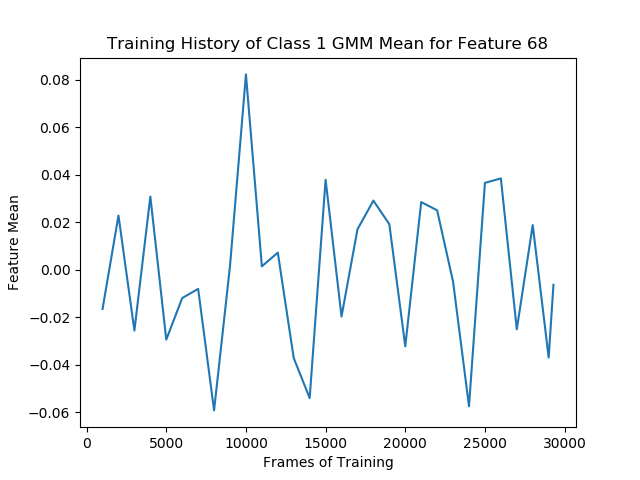 Training History of Class 1 GMM Mean for Feature 68
0.08
0.06
0.04
0.02
0.00
−0.02
−0.04
−0.06
Feature Mean
0 5000 10000 15000 20000 25000 30000
Frames of Training